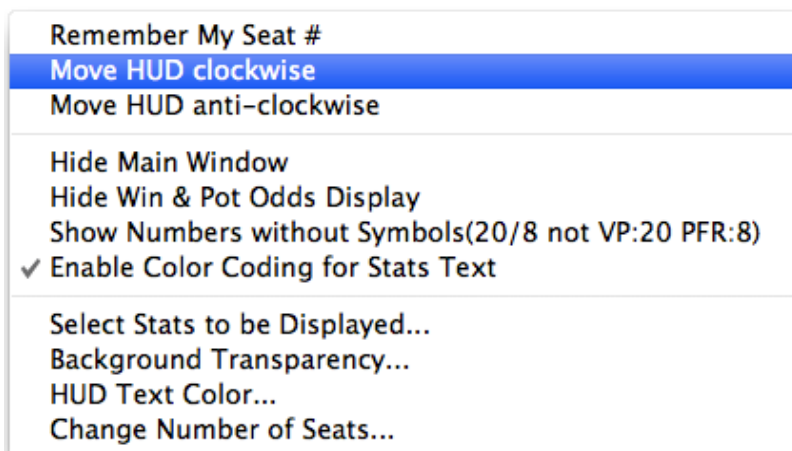 Remember My Seat #
Move HUD clockwise
Move HUD anti-clockwise
Hide Main Window
Hide Win & Pot Odds Display
Show Numbers without Symbols(20/8 not VP:20 PFR:8)
Enable Color Coding for Stats Text
Select Stats to be Displayed...
Background Transparency...
HUD Text Color...
Change Number of Seats...